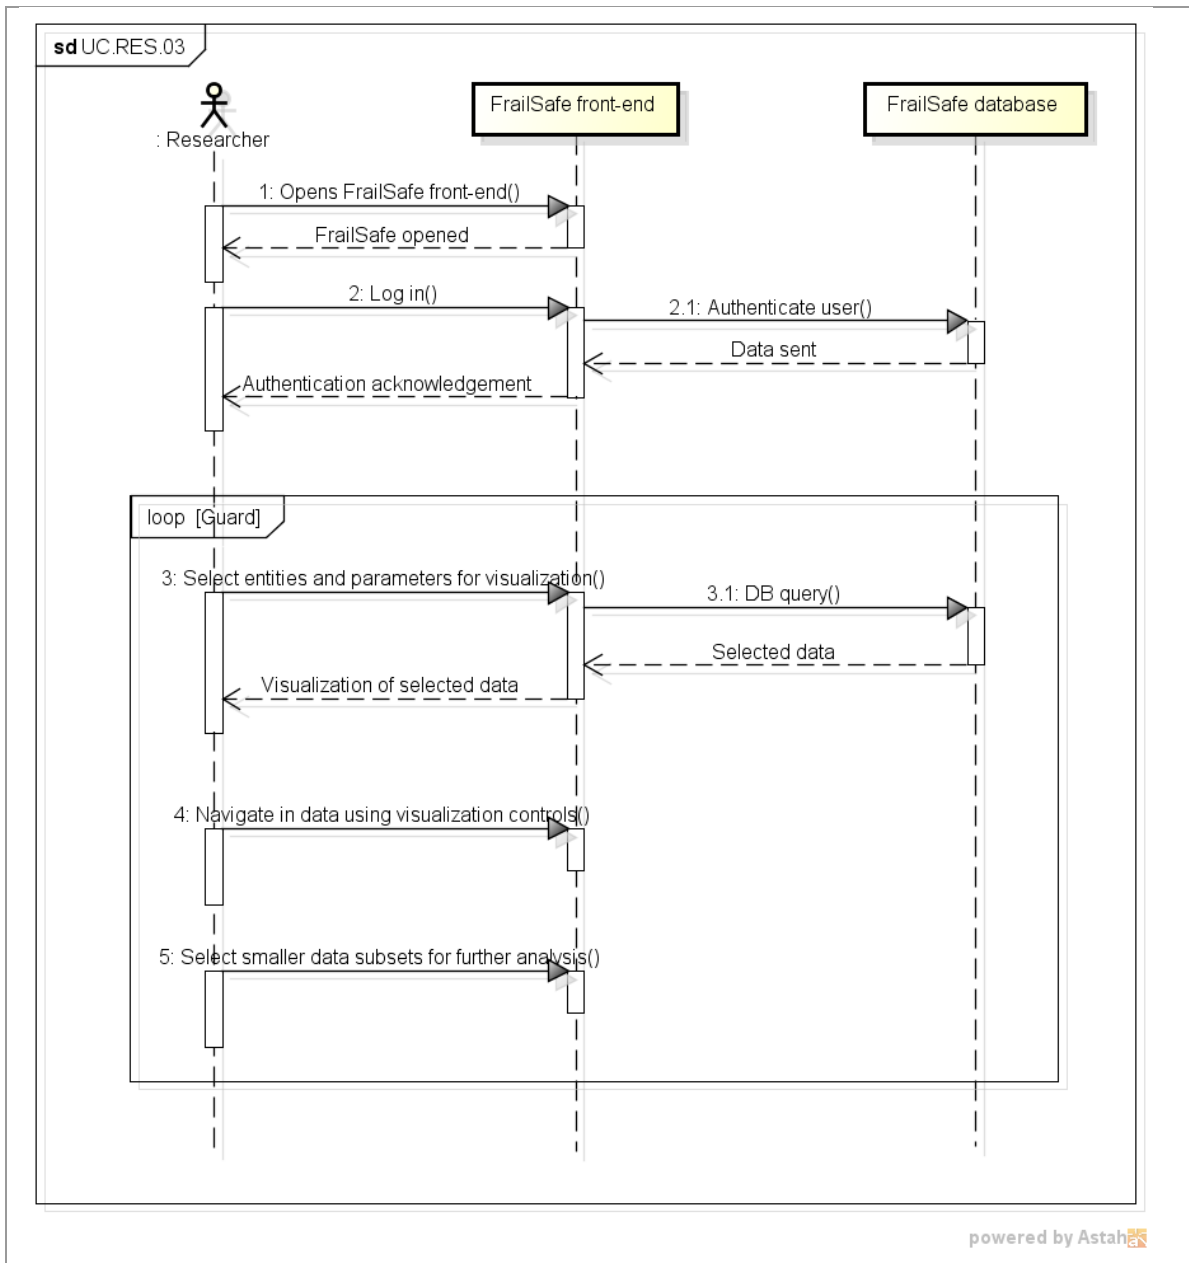 sd UC.RES.03
FrailSafe front-end
FrailSafe database
: Researcher
1: Opens FrailSafe front-end()
FrailSafe opened
2: Log in()
2.1: Authenticate user()
Data sent
Authentication acknowledgement
loop [Guard]
3: Select entities and parameters for visualization()
3.1: DB query()
Selected data
Visualization of selected data
4: Navigate in data using visualization controls()
5: Select smaller data subsets for further analysis()
powered by Astah